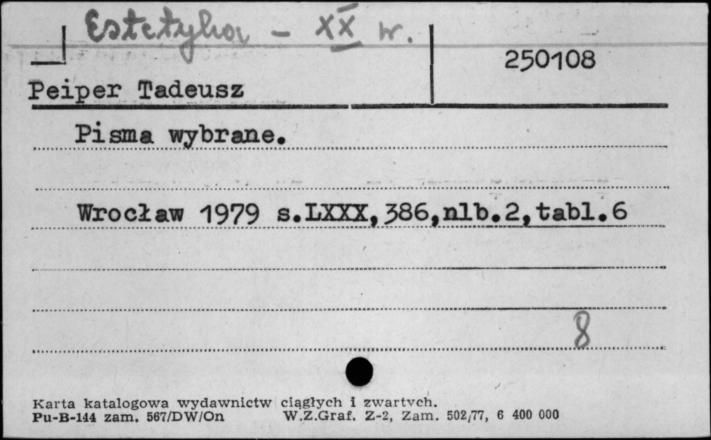 Estetyka - XX w.
250108
Peiper Tadeusz
Pisma wybrane.
Wrocław 1979 s.LXXX,386,nlb.2,tabl.6
8
Karta katalogowa wydawnictw ciągłych i zwartych.
Pu-B-144 zam. 567/DW/On W.Z.Graf. Z-2, Zam. 502/77, 6 400 000